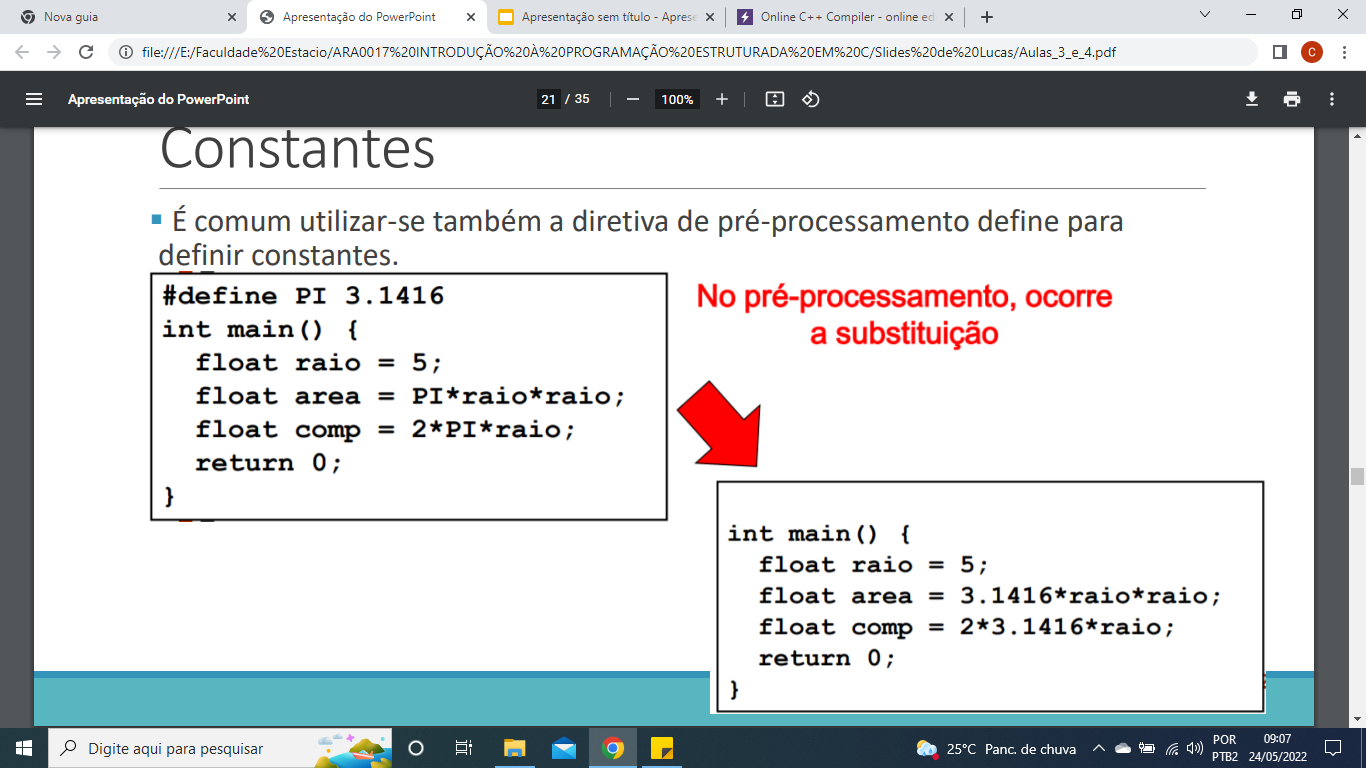 Nova guia
Apresentação do PowerPoint
Apresentação sem título - Aprese
Online C++ Compiler - online ed
file:///E:/Faculdade%20Estacio/ARA0017%20INTRODUÇÃO%20À%20PROGRAMAÇÃO%20ESTRUTURADA%20EM%20C/Slides%20de%20Lucas/Aulas_3_e_4.pdf
C
Apresentação do PowerPoint
21 / 35
100%
Constantes
É comum utilizar-se também a diretiva de pré-processamento define para
definir constantes.
#define PI 3.1416
int main() {
float raio = 5;
float area = PI*raio*raio;
float comp = 2*PI*raio;
return 0;
}
No pré-processamento, ocorre
a substituição
int main() {
float raio = 5;
float area = 3.1416*raio*raio;
float comp = 2*3.1416*raio;
return 0;
}
Digite aqui para pesquisar
25°C Panc. de chuva
POR
PTB2
09:07
24/05/2022